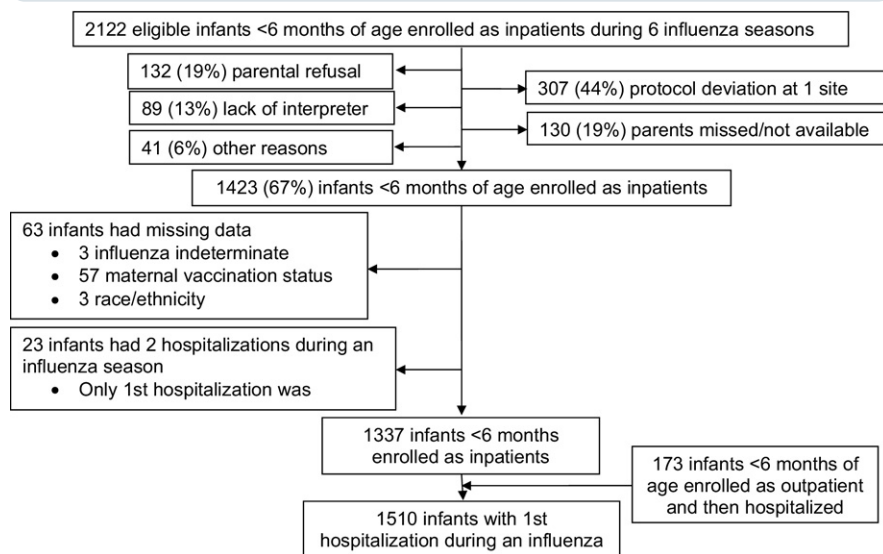 2122 eligible infants <6 months of age enrolled as inpatients during 6 influenza seasons
132 (19%) parental refusal
307 (44%) protocol deviation at 1 site
89 (13%) lack of interpreter
130 (19%) parents missed/not available
41 (6%) other reasons
1423 (67%) infants <6 months of age enrolled as inpatients
63 infants had missing data
• 3 influenza indeterminate
• 57 maternal vaccination status
• 3 race/ethnicity
23 infants had 2 hospitalizations during an
influenza season
• Only 1st hospitalization was
1337 infants <6 months
enrolled as inpatients
173 infants <6 months of
age enrolled as outpatient
and then hospitalized
1510 infants with 1st
hospitalization during an influenza